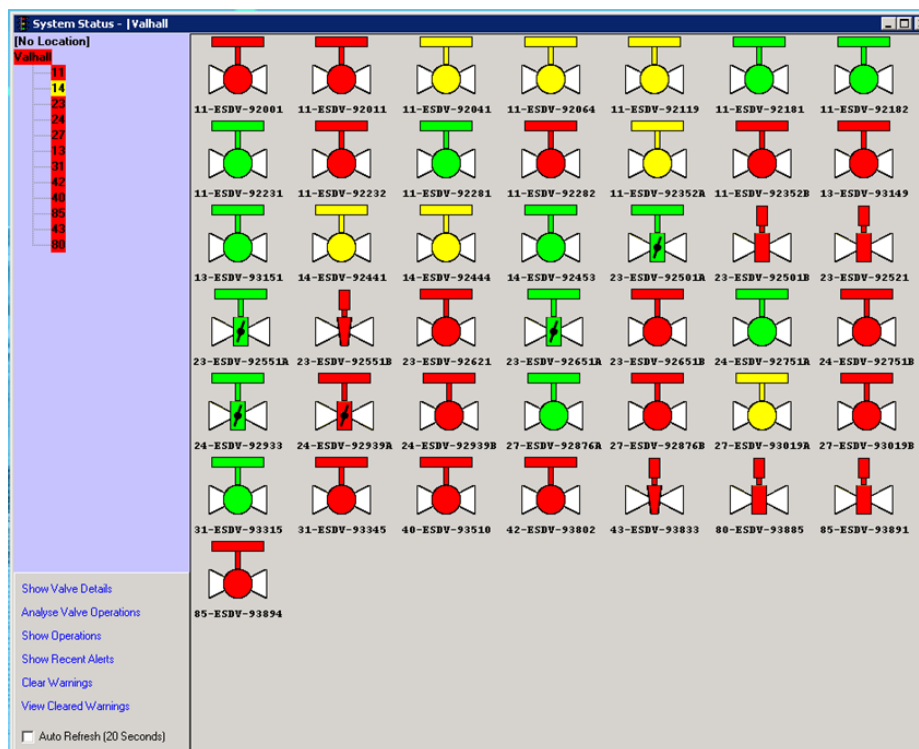 System Status - |Valhall
[No Location]
Valhall
11
14
23
24
27
13
31
42
40
85
43
80
11-ESDV-92001 11-ESDV-92011 11-ESDV-92041 11-ESDV-92064 11-ESDV-92119 11-ESDV-92181 11-ESDV-92182
11-ESDV-92231 11-ESDV-92232 11-ESDV-92281 11-ESDV-92282 11-ESDV-92352A 11-ESDV-92352B 13-ESDV-93149
13-ESDV-93151 14-ESDV-92441 14-ESDV-92444 14-ESDV-92453 23-ESDV-92501A 23-ESDV-92501B 23-ESDV-92521
23-ESDV-92551A 23-ESDV-92551B 23-ESDV-92621 23-ESDV-92651A 23-ESDV-92651B 24-ESDV-92751A 24-ESDV-92751B
24-ESDV-92933 24-ESDV-92939A 24-ESDV-92939B 27-ESDV-92876A 27-ESDV-92876B 27-ESDV-93019A 27-ESDV-93019B
31-ESDV-93315 31-ESDV-93345 40-ESDV-93510 42-ESDV-93802 43-ESDV-93833 80-ESDV-93885 85-ESDV-93891
85-ESDV-93894
Show Valve Details
Analyse Valve Operations
Show Operations
Show Recent Alerts
Clear Warnings
View Cleared Warnings
Auto Refresh (20 Seconds)